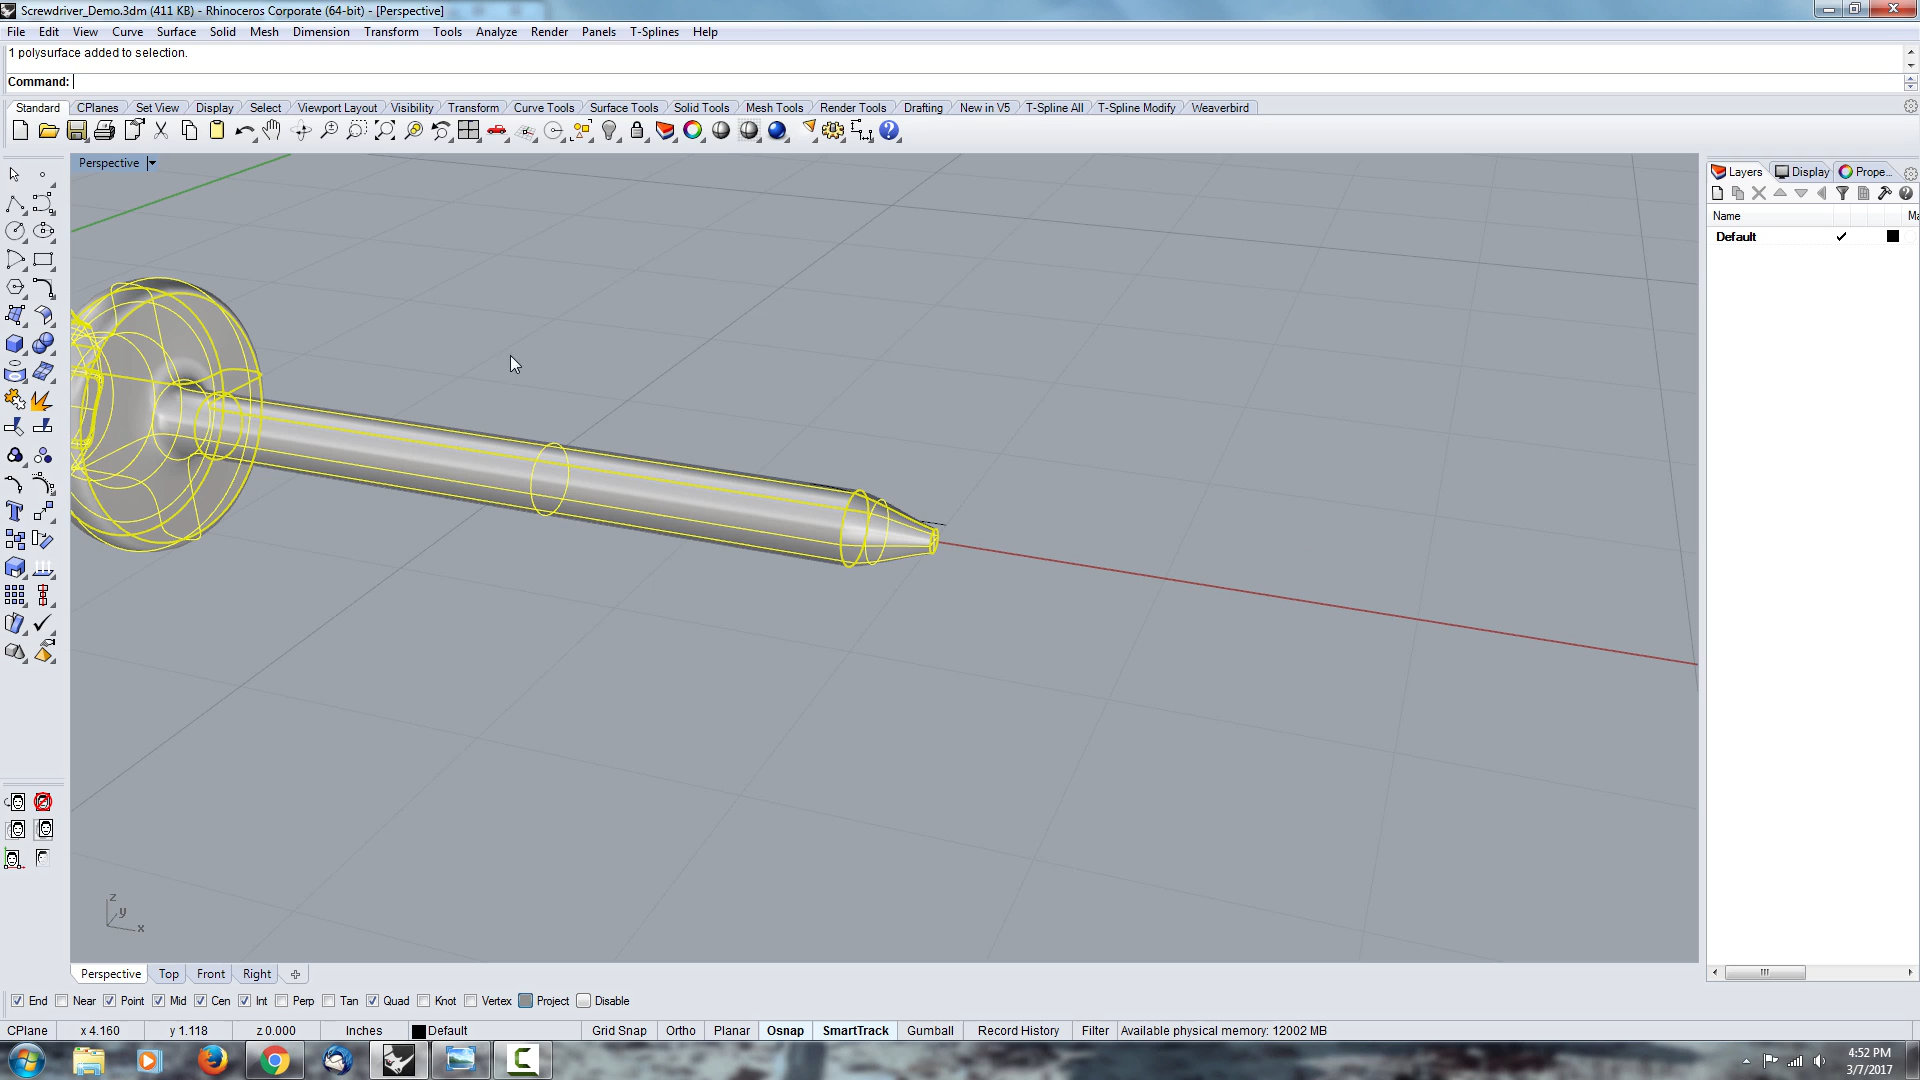 Screwdriver_Demo.3dm (411 KB) - Rhinoceros Corporate (64-bit) - [Perspective]
File Edit View Curve Surface Solid Mesh Dimension Transform Tools Analyze Render Panels T-Splines Help
1 polysurface added to selection.
Command:
Standard CPlanes Set View Display Select Viewport Layout Visibility Transform Curve Tools Surface Tools Solid Tools Mesh Tools Render Tools Drafting New in V5 T-Spline All T-Spline Modify Weaverbird
Perspective
Layers Display Prope...
Name Ma
Default
z
y
x
Perspective Top Front Right
End Near Point Mid Cen Int Perp Tan Quad Knot Vertex Project Disable
CPlane x 4.160 y 1.118 z 0.000 Inches Default Grid Snap Ortho Planar Osnap SmartTrack Gumball Record History Filter Available physical memory: 12002 MB
4:52 PM
3/7/2017